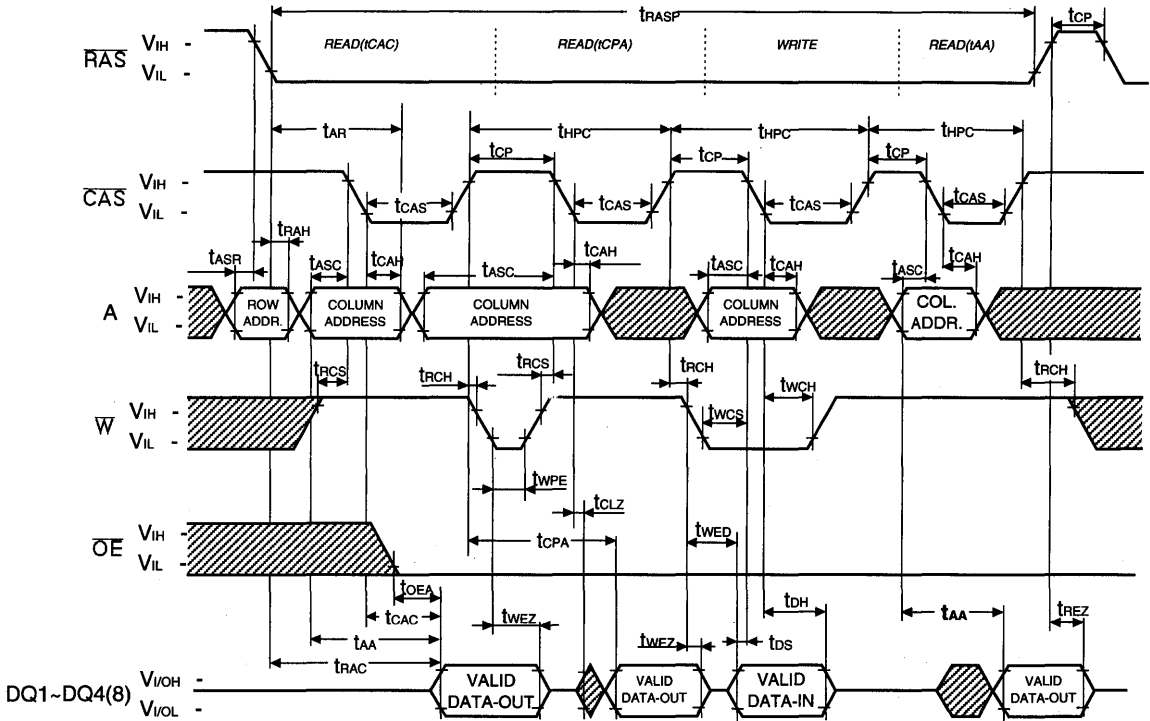 tRASP tCP
RAS VIH - READ(tCAC) READ(tCPA) WRITE READ(tAA)
VIL -
tAR tHPC tHPC tHPC
tCP tCP tCP
CAS VIH -
VIL - tCAS tCAS tCAS tCAS
tRAH
tASR tASC tCAH tASC tCAH tASC tCAH tASC tCAH
A VIH - ROW ADDR. COLUMN ADDRESS COLUMN ADDRESS COLUMN ADDRESS COL. ADDR.
VIL -
tRCS tRCH tRCS tRCH tWCH tRCH
W VIH - tWCS
VIL -
tWPE
tCLZ
OE VIH - tCPA tWED
VIL -
tOEA
tCAC tWEZ tDH tAA tREZ
tAA tWEZ tDS
tRAC
DQ1~DQ4(8) VI/OH - VALID DATA-OUT VALID DATA-OUT VALID DATA-IN VALID DATA-OUT
VI/OL -